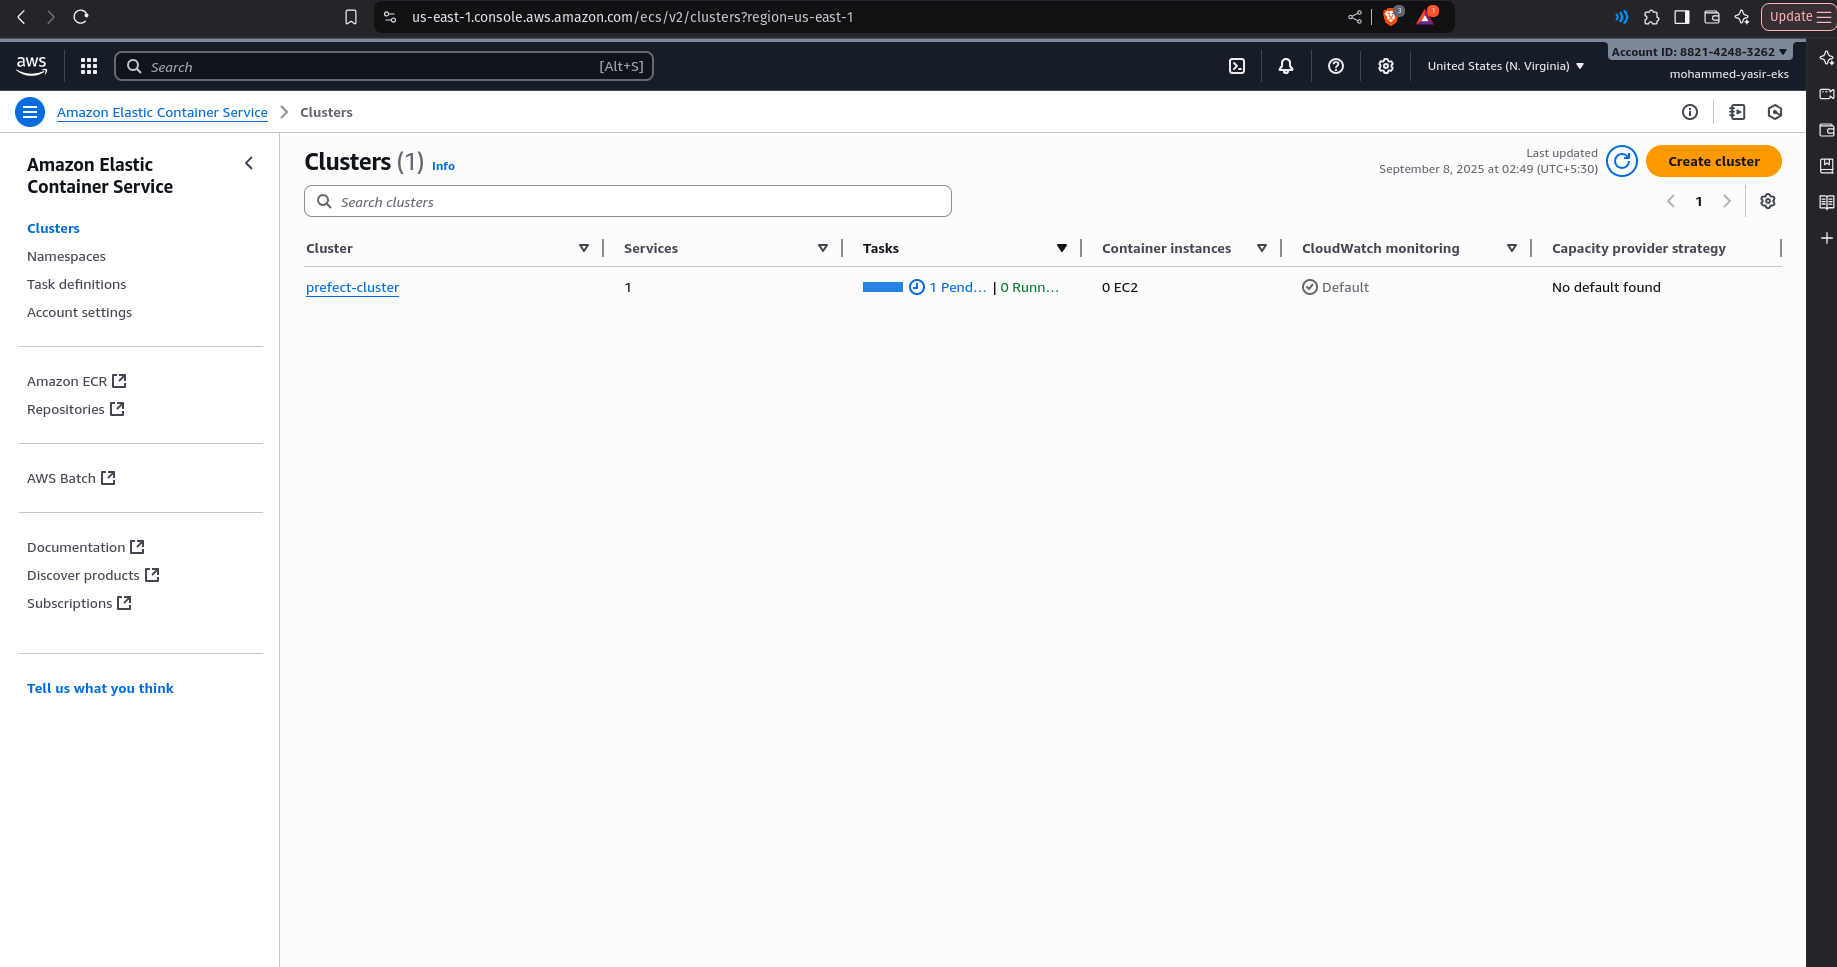 us-east-1.console.aws.amazon.com/ecs/v2/clusters?region=us-east-1
3
1
Update
aws
Search
[Alt+S]
United States (N. Virginia)
Account ID: 8821-4248-3262
mohammed-yasir-eks
Amazon Elastic Container Service
Clusters
Amazon Elastic
Container Service
Clusters
Namespaces
Task definitions
Account settings
Amazon ECR
Repositories
AWS Batch
Documentation
Discover products
Subscriptions
Tell us what you think
Clusters (1) Info
Last updated
September 8, 2025 at 02:49 (UTC+5:30)
Create cluster
Search clusters
1
Cluster Services Tasks Container instances CloudWatch monitoring Capacity provider strategy
prefect-cluster 1 1 Pend... | 0 Runn... 0 EC2 Default No default found